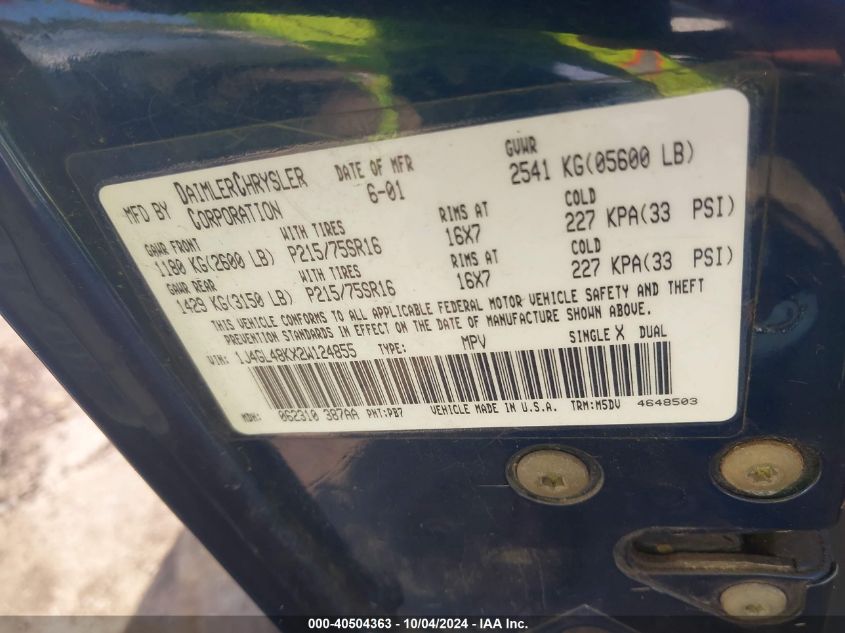 MFD BY DAIMLERCHRYSLER CORPORATION DATE OF MFR 6-01 GVWR 2541 KG(05600 LB)
GAWR FRONT WITH TIRES RIMS AT COLD
1180 KG(2600 LB) P215/75SR16 16X7 227 KPA(33 PSI)
GAWR REAR WITH TIRES RIMS AT COLD
1429 KG(3150 LB) P215/75SR16 16X7 227 KPA(33 PSI)
THIS VEHICLE CONFORMS TO ALL APPLICABLE FEDERAL MOTOR VEHICLE SAFETY AND THEFT
PREVENTION STANDARDS IN EFFECT ON THE DATE OF MANUFACTURE SHOWN ABOVE.
VIN: 1J4GL48KX2W124855 TYPE: MPV SINGLE X DUAL
MDH: 062310 387AA PNT:PB7 VEHICLE MADE IN U.S.A. TRM:M5DV 4648503
000-40504363 - 10/04/2024 - IAA Inc.